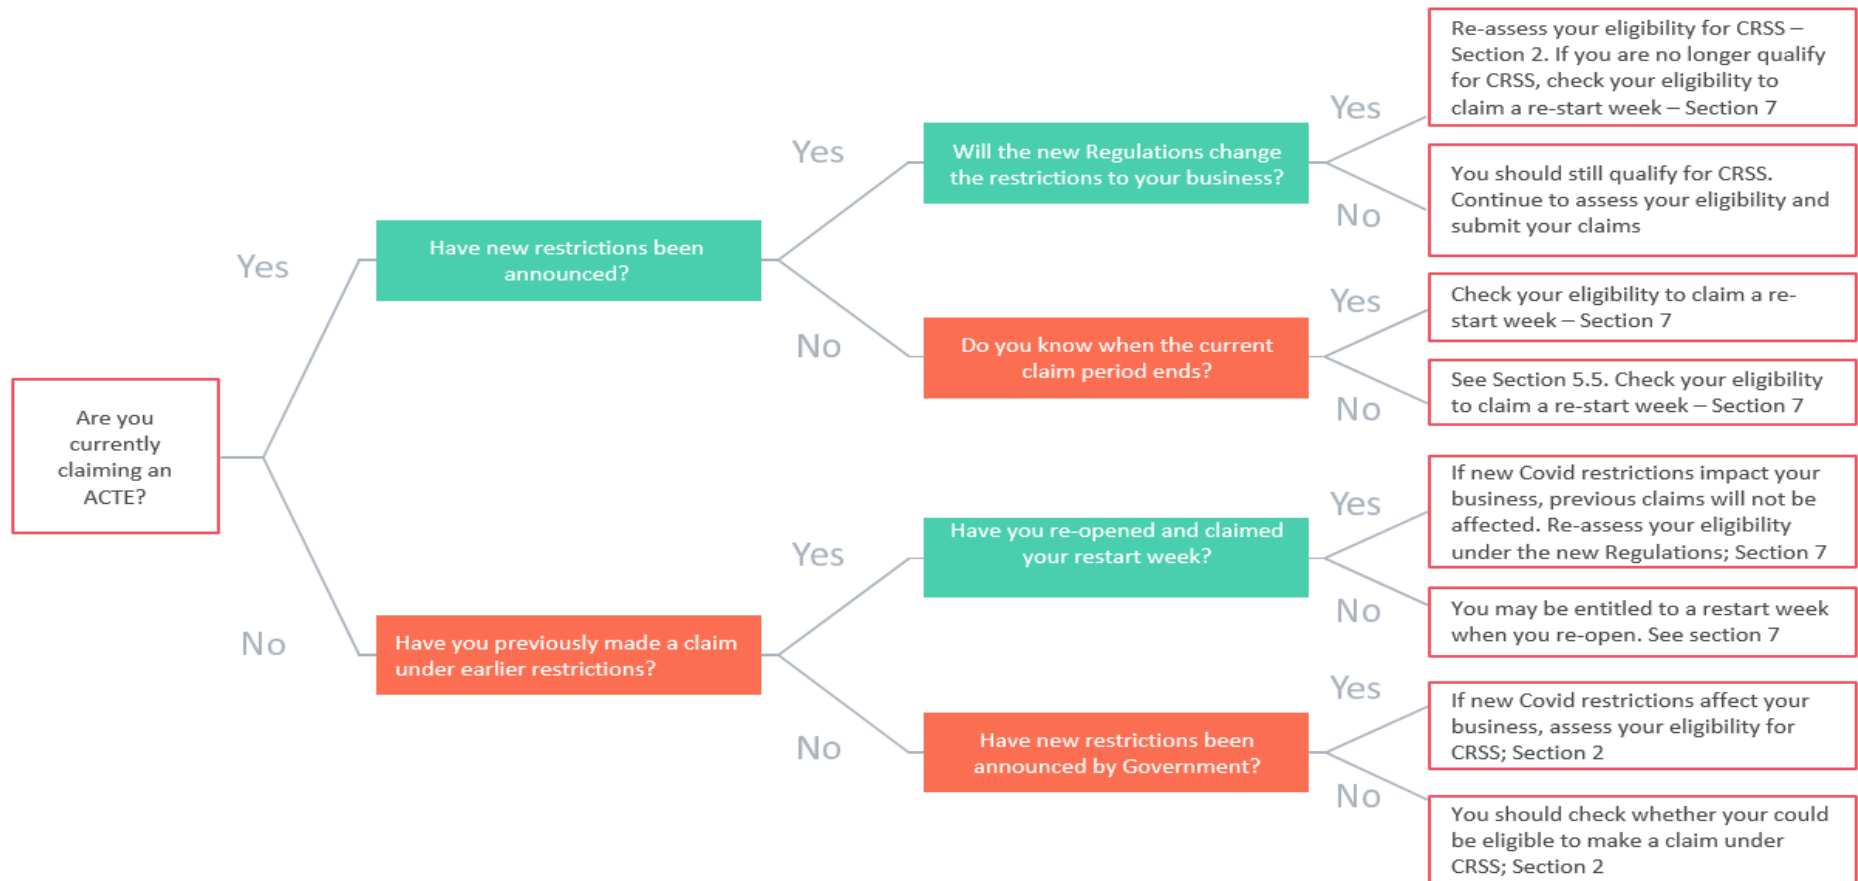 Are you
currently
claiming an
ACTE?
Yes
No
Have new restrictions been
announced?
Have you previously made a claim
under earlier restrictions?
Yes
No
Yes
No
Will the new Regulations change
the restrictions to your business?
Do you know when the current
claim period ends?
Have you re-opened and claimed
your restart week?
Have new restrictions been
announced by Government?
Yes
No
Yes
No
Yes
No
Yes
No
Re-assess your eligibility for CRSS –
Section 2. If you are no longer qualify
for CRSS, check your eligibility to
claim a re-start week – Section 7
You should still qualify for CRSS.
Continue to assess your eligibility and
submit your claims
Check your eligibility to claim a re-
start week – Section 7
See Section 5.5. Check your eligibility
to claim a re-start week – Section 7
If new Covid restrictions impact your
business, previous claims will not be
affected. Re-assess your eligibility
under the new Regulations; Section 7
You may be entitled to a restart week
when you re-open. See section 7
If new Covid restrictions affect your
business, assess your eligibility for
CRSS; Section 2
You should check whether your could
be eligible to make a claim under
CRSS; Section 2